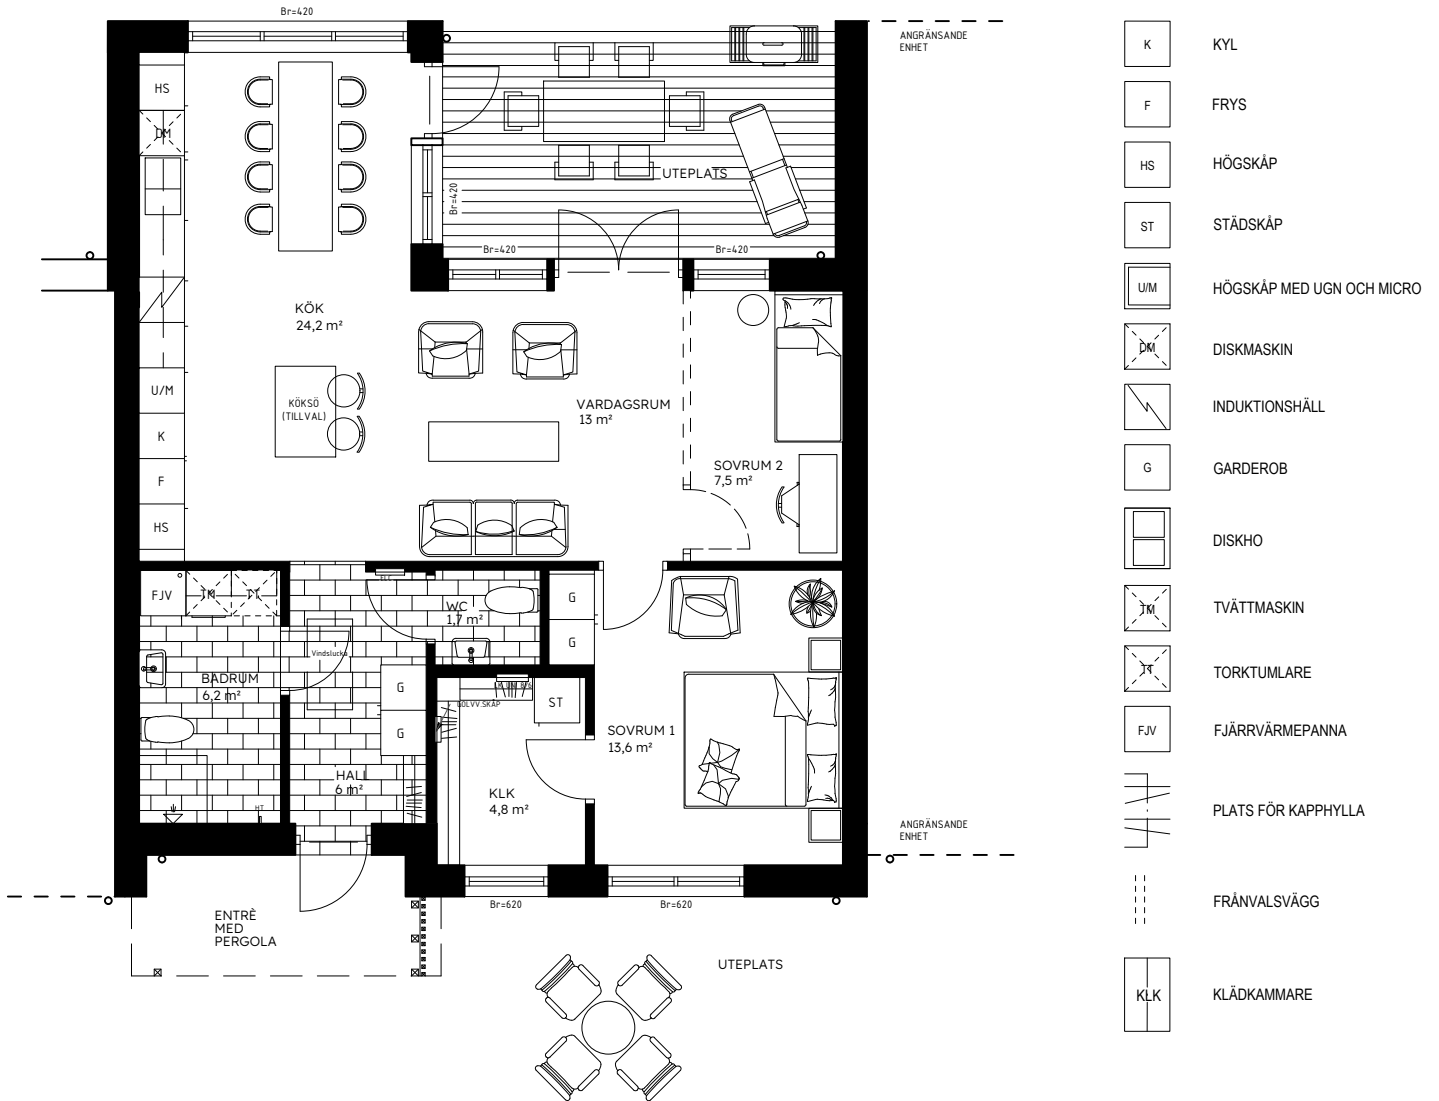 Br=420
ANGRÄNSANDE
ENHET
HS
DM
UTEPLATS
Br=420
Br=420
Br=420
KÖK
24,2 m²
U/M
KÖKSÖ
(TILLVAL)
VARDAGSRUM
13 m²
K
F
SOVRUM 2
7,5 m²
HS
FJV
TM
TT
WC
1,7 m²
G
G
Vindslucka
BADRUM
6,2 m²
G
G
GOLVV.SKÅP
ST
SOVRUM 1
13,6 m²
HALL
6 m²
KLK
4,8 m²
HT
ANGRÄNSANDE
ENHET
Br=620
Br=620
ENTRÈ
MED
PERGOLA
UTEPLATS
K KYL
F FRYS
HS HÖGSKÅP
ST STÄDSKÅP
U/M HÖGSKÅP MED UGN OCH MICRO
DM DISKMASKIN
INDUKTIONSHÄLL
G GARDEROB
DISKHO
TM TVÄTTMASKIN
TT TORKTUMLARE
FJV FJÄRRVÄRMEPANNA
PLATS FÖR KAPPHYLLA
FRÅNVALSVÄGG
KLK KLÄDKAMMARE